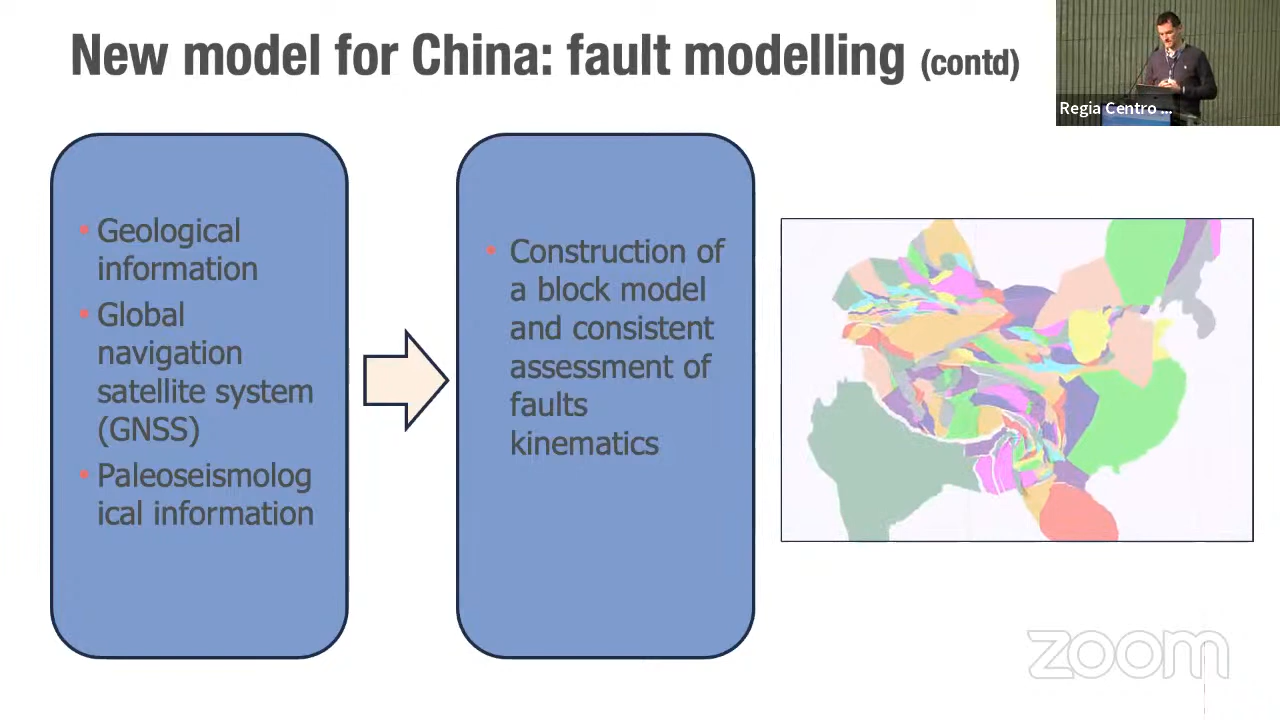 New model for China: fault modelling (contd)
Regia Centro ...
• Geological
information
• Global
navigation
satellite system
(GNSS)
• Paleoseismolog
ical information
• Construction of
a block model
and consistent
assessment of
faults
kinematics
zoom